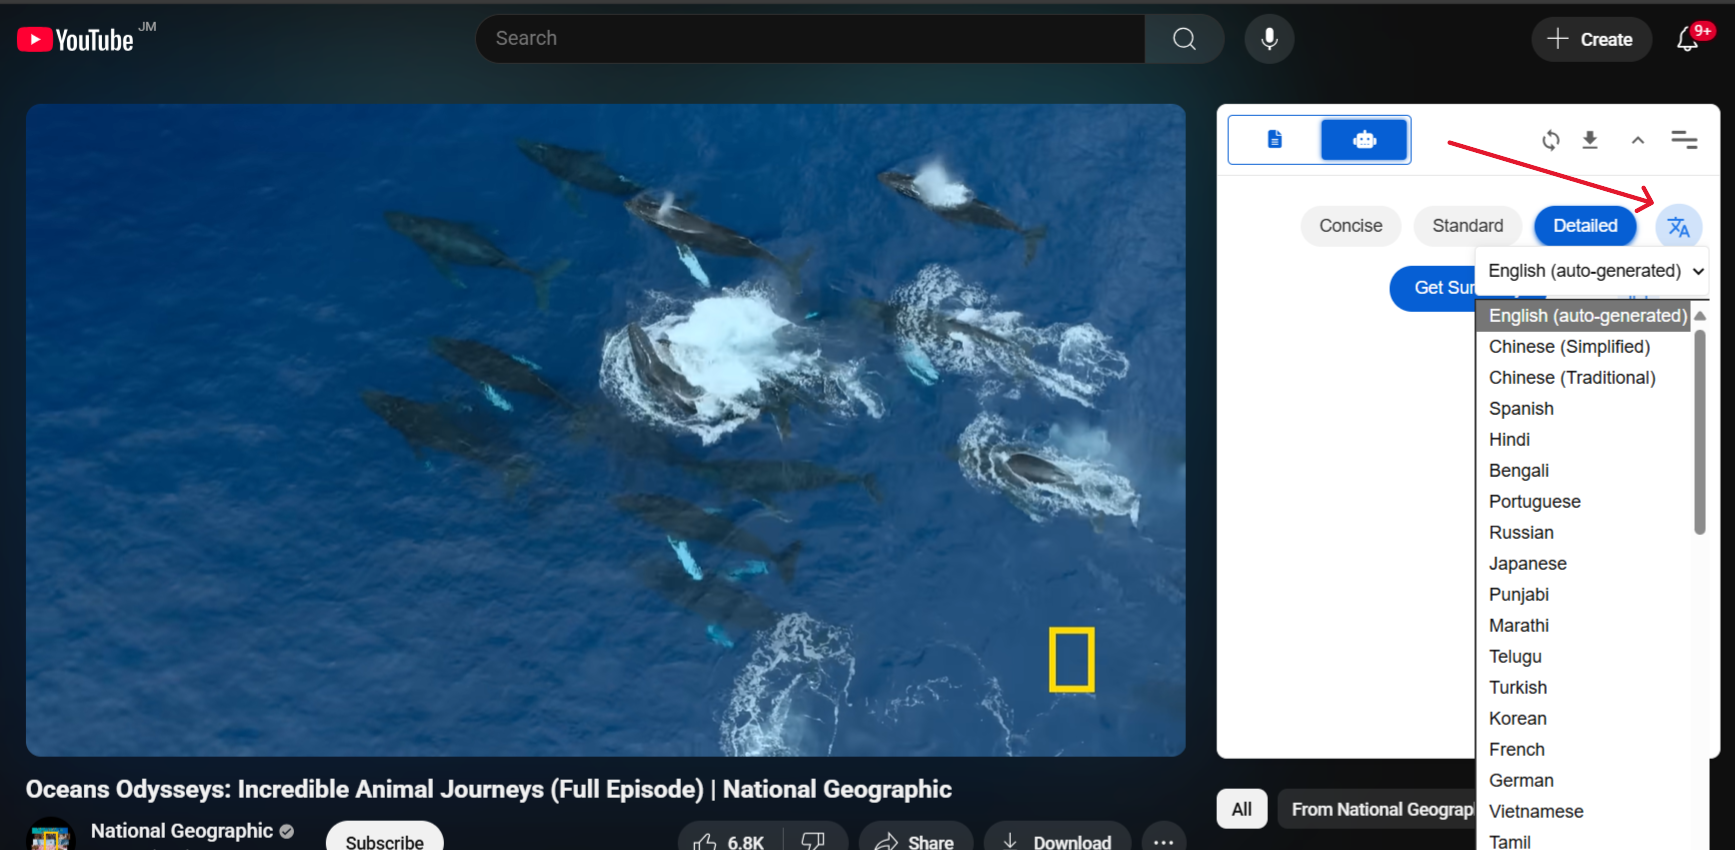 YouTube JM
Search
Create
9+
Concise
Standard
Detailed
English (auto-generated)
Get Su
English (auto-generated)
Chinese (Simplified)
Chinese (Traditional)
Spanish
Hindi
Bengali
Portuguese
Russian
Japanese
Punjabi
Marathi
Telugu
Turkish
Korean
French
German
Vietnamese
Tamil
Oceans Odysseys: Incredible Animal Journeys (Full Episode) | National Geographic
National Geographic
Subscribe
6.8K
Share
Download
All
From National Geograp